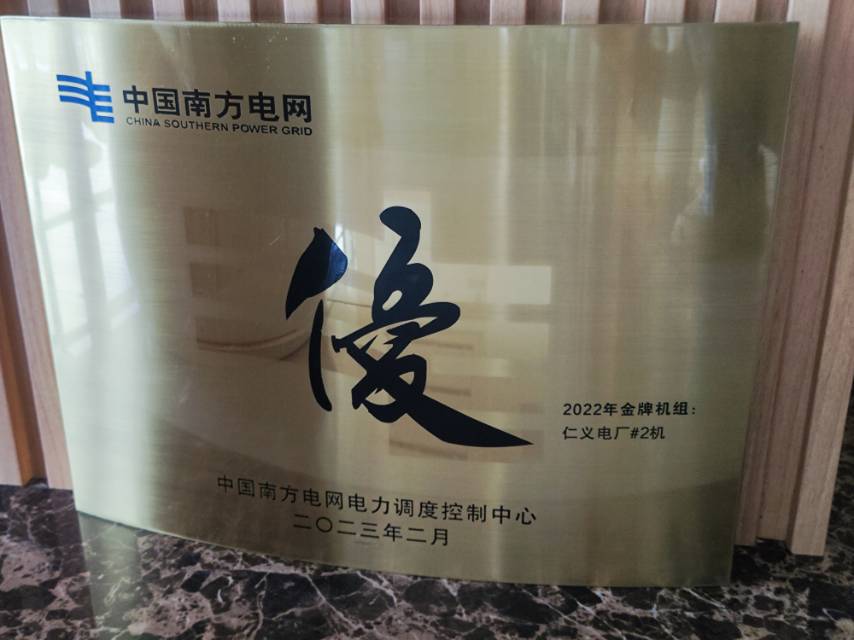 中国南方电网
CHINA SOUTHERN POWER GRID
優
2022年金牌机组：
仁义电厂#2机
中国南方电网电力调度控制中心
二〇二三年二月